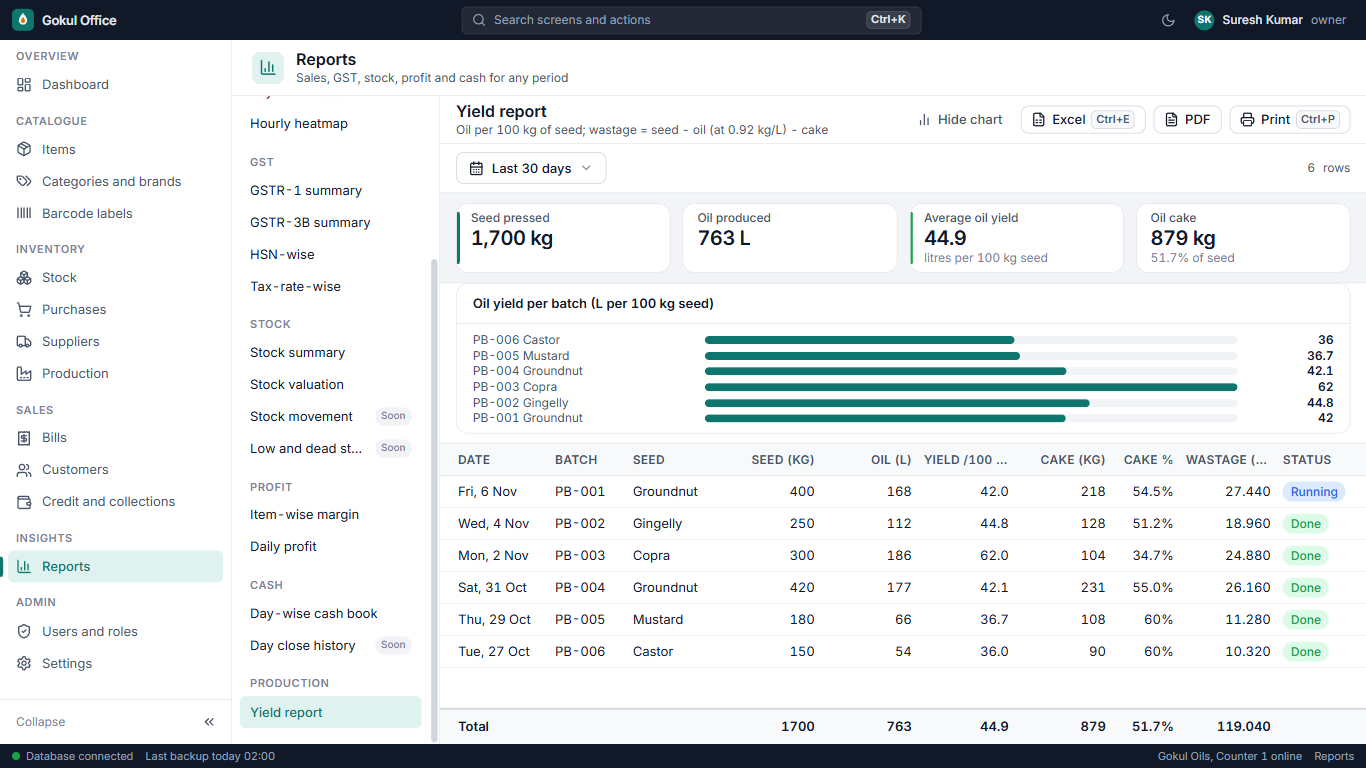 Gokul Office
Search screens and actions
Ctrl+K
SK
Suresh Kumar owner
OVERVIEW
Dashboard
CATALOGUE
Items
Categories and brands
Barcode labels
INVENTORY
Stock
Purchases
Suppliers
Production
SALES
Bills
Customers
Credit and collections
INSIGHTS
Reports
ADMIN
Users and roles
Settings
Collapse
Reports
Sales, GST, stock, profit and cash for any period
Hourly heatmap
GST
GSTR-1 summary
GSTR-3B summary
HSN-wise
Tax-rate-wise
STOCK
Stock summary
Stock valuation
Stock movement Soon
Low and dead st... Soon
PROFIT
Item-wise margin
Daily profit
CASH
Day-wise cash book
Day close history Soon
PRODUCTION
Yield report
Yield report
Oil per 100 kg of seed; wastage = seed - oil (at 0.92 kg/L) - cake
Hide chart
Excel Ctrl+E
PDF
Print Ctrl+P
Last 30 days
6 rows
Seed pressed
1,700 kg
Oil produced
763 L
Average oil yield
44.9
litres per 100 kg seed
Oil cake
879 kg
51.7% of seed
Oil yield per batch (L per 100 kg seed)
PB-006 Castor 36
PB-005 Mustard 36.7
PB-004 Groundnut 42.1
PB-003 Copra 62
PB-002 Gingelly 44.8
PB-001 Groundnut 42
DATE BATCH SEED SEED (KG) OIL (L) YIELD /100 ... CAKE (KG) CAKE % WASTAGE (... STATUS
Fri, 6 Nov PB-001 Groundnut 400 168 42.0 218 54.5% 27.440 Running
Wed, 4 Nov PB-002 Gingelly 250 112 44.8 128 51.2% 18.960 Done
Mon, 2 Nov PB-003 Copra 300 186 62.0 104 34.7% 24.880 Done
Sat, 31 Oct PB-004 Groundnut 420 177 42.1 231 55.0% 26.160 Done
Thu, 29 Oct PB-005 Mustard 180 66 36.7 108 60% 11.280 Done
Tue, 27 Oct PB-006 Castor 150 54 36.0 90 60% 10.320 Done
Total 1700 763 44.9 879 51.7% 119.040
Database connected Last backup today 02:00
Gokul Oils, Counter 1 online Reports